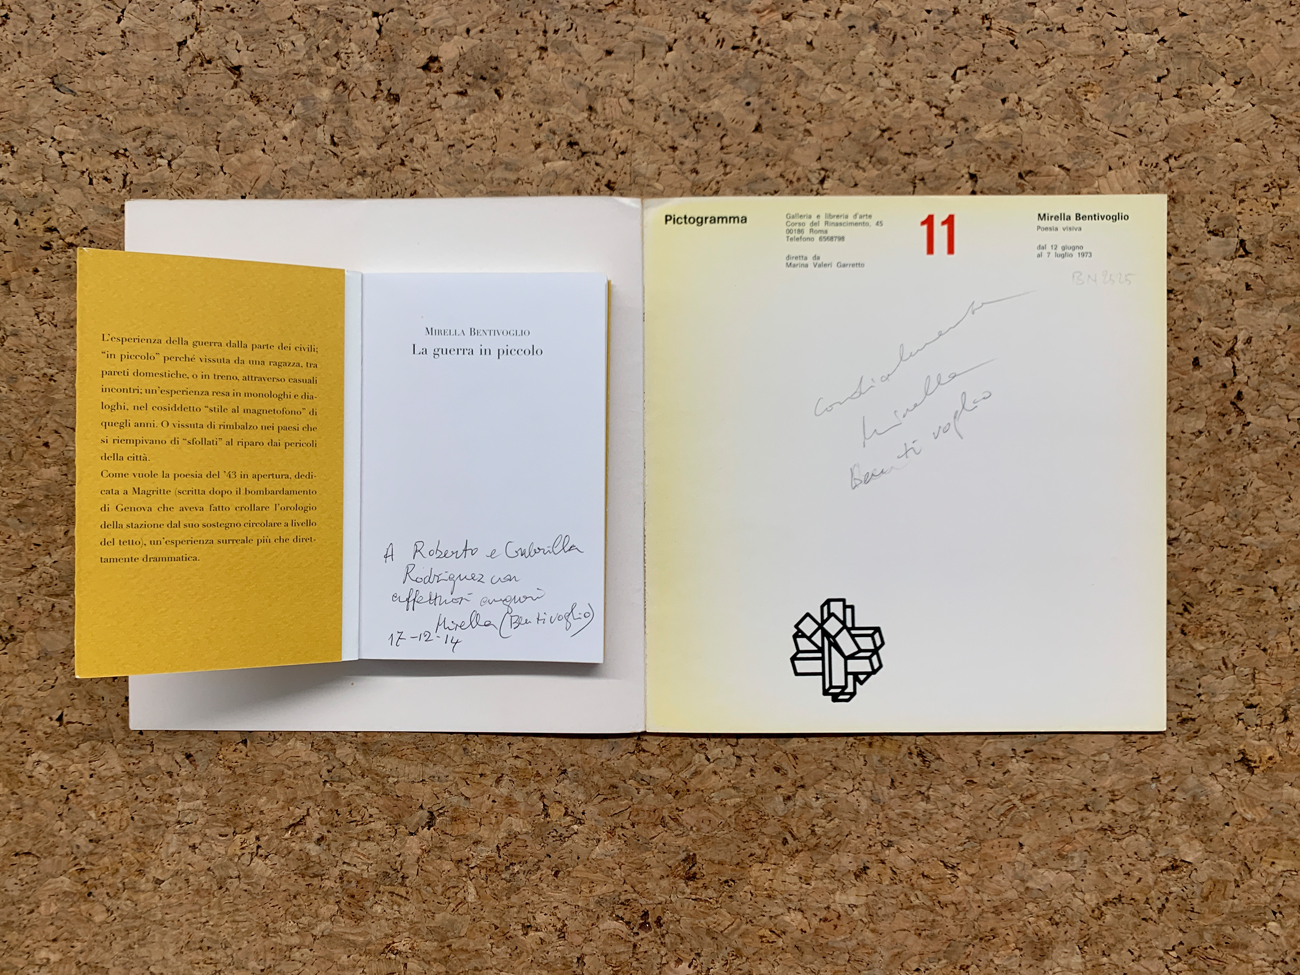 L'esperienza della guerra dalla parte dei civili;
"in piccolo" perché vissuta da una ragazza, tra
pareti domestiche, o in treno, attraverso casuali
incontri; un'esperienza resa in monologhi e dia-
loghi, nel cosiddetto "stile al magnetofono" di
quegli anni. O vissuta di rimbalzo nei paesi che
si riempivano di "sfollati" al riparo dai pericoli
della città.
Come vuole la poesia del '43 in apertura, dedi-
cata a Magritte (scritta dopo il bombardamento
di Genova che aveva fatto crollare l'orologio
della stazione dal suo sostegno circolare a livello
del tetto), un'esperienza surreale più che diret-
tamente drammatica.
MIRELLA BENTIVOGLIO
La guerra in piccolo
A Roberto e Gabriella
Rodriguez con
affettuosi auguri
Mirella (Bentivoglio)
17-12-14
Pictogramma
Galleria e libreria d'arte
Corso del Rinascimento, 45
00186 Roma
Telefono 6568798
diretta da
Marina Valeri Garretto
11
Mirella Bentivoglio
Poesia visiva
dal 12 giugno
al 7 luglio 1973
cordialmente
Mirella
Bentivoglio